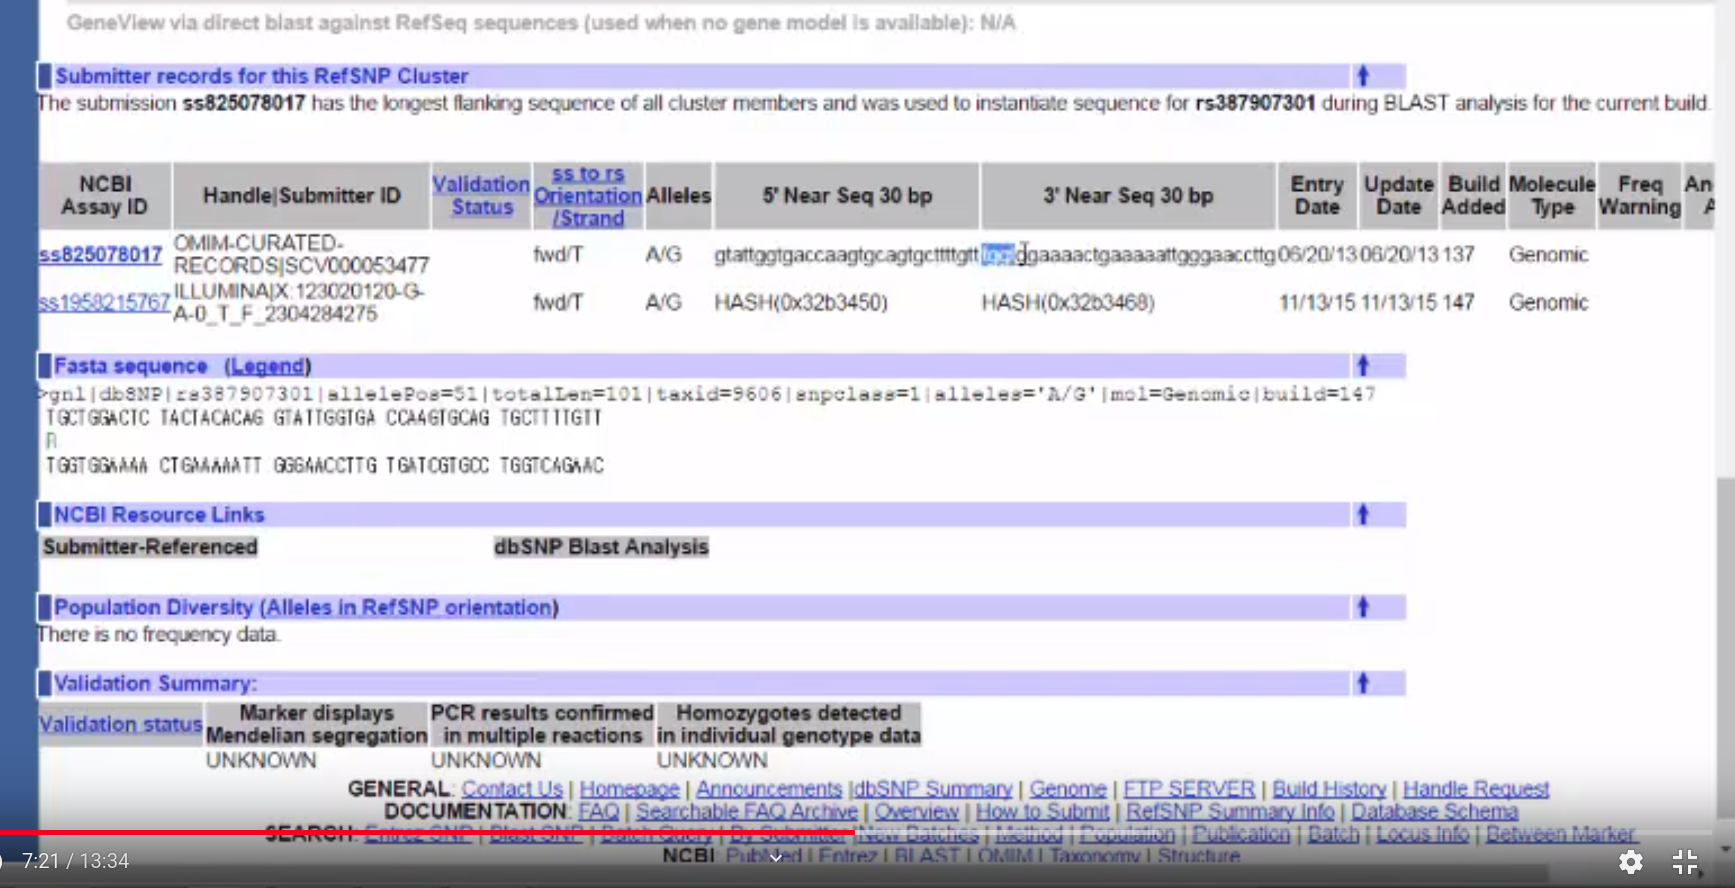 GeneView via direct blast against RefSeq sequences (used when no gene model is available): N/A
Submitter records for this RefSNP Cluster
The submission ss825078017 has the longest flanking sequence of all cluster members and was used to instantiate sequence for rs387907301 during BLAST analysis for the current build.
NCBI Assay ID Handle|Submitter ID Validation Status ss to rs Orientation /Strand Alleles 5' Near Seq 30 bp 3' Near Seq 30 bp Entry Date Update Date Build Added Molecule Type Freq Warning
ss825078017 OMIM-CURATED-RECORDS|SCV000053477 fwd/T A/G gtattggtgaccaagtgcagtgcttttgtt tggtggaaaactgaaaaattgggaaccttg 06/20/13 06/20/13 137 Genomic
ss1958215767 ILLUMINA|X:123020120-G-A-0_T_F_2304284275 fwd/T A/G HASH(0x32b3450) HASH(0x32b3468) 11/13/15 11/13/15 147 Genomic
Fasta sequence (Legend)
>gnl|dbSNP|rs387907301|allelePos=51|totalLen=101|taxid=9606|snpclass=1|alleles='A/G'|mol=Genomic|build=147
TGCTGGACTC TACTACACAG GTATTGGTGA CCAAGTGCAG TGCTTTTGTT
R
TGGTGGAAAA CTGAAAAATT GGGAACCTTG TGATCGTGCC TGGTCAGAAC
NCBI Resource Links
Submitter-Referenced dbSNP Blast Analysis
Population Diversity (Alleles in RefSNP orientation)
There is no frequency data.
Validation Summary:
Validation status Marker displays Mendelian segregation PCR results confirmed in multiple reactions Homozygotes detected in individual genotype data
UNKNOWN UNKNOWN UNKNOWN
GENERAL: Contact Us | Homepage | Announcements |dbSNP Summary | Genome | FTP SERVER | Build History | Handle Request
DOCUMENTATION: FAQ | Searchable FAQ Archive | Overview | How to Submit | RefSNP Summary Info | Database Schema
SEARCH: Entrez SNP | Blast SNP | Batch Query | By Submitter |New Batches | Method | Population | Publication | Batch | Locus Info | Between Marker
NCBI: PubMed | Entrez | BLAST | OMIM | Taxonomy | Structure
7:21 / 13:34